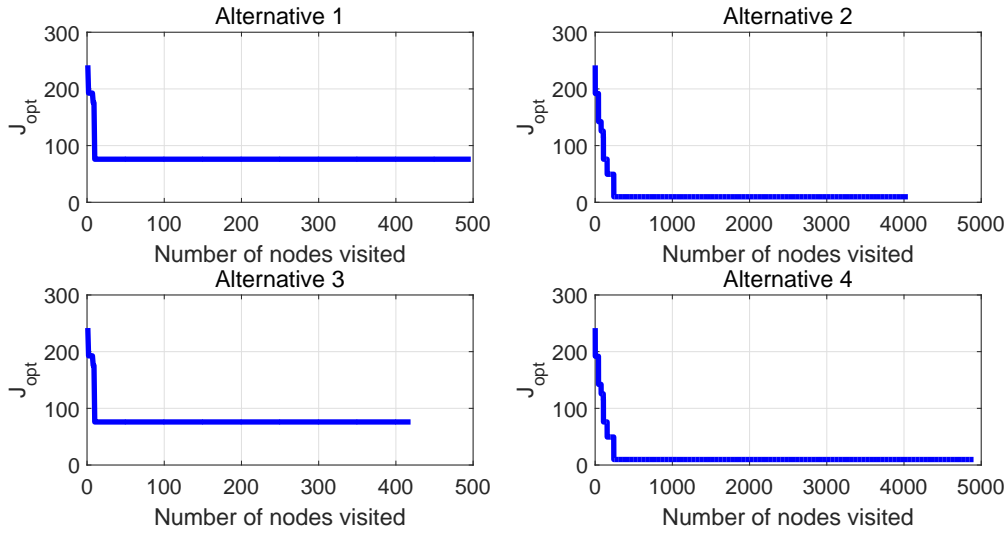 Alternative 1
300
200
100
0
J_opt
0 100 200 300 400 500
Number of nodes visited
Alternative 2
300
200
100
0
J_opt
0 1000 2000 3000 4000 5000
Number of nodes visited
Alternative 3
300
200
100
0
J_opt
0 100 200 300 400 500
Number of nodes visited
Alternative 4
300
200
100
0
J_opt
0 1000 2000 3000 4000 5000
Number of nodes visited